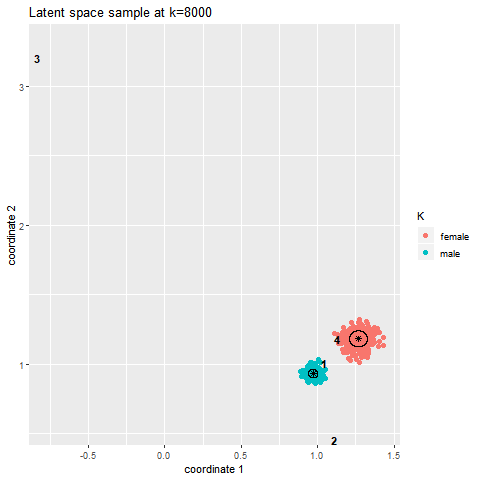 Latent space sample at k=8000
3
3
2
1
coordinate 2
4
1
2
-0.5
0.0
0.5
1.0
1.5
coordinate 1
K
female
male